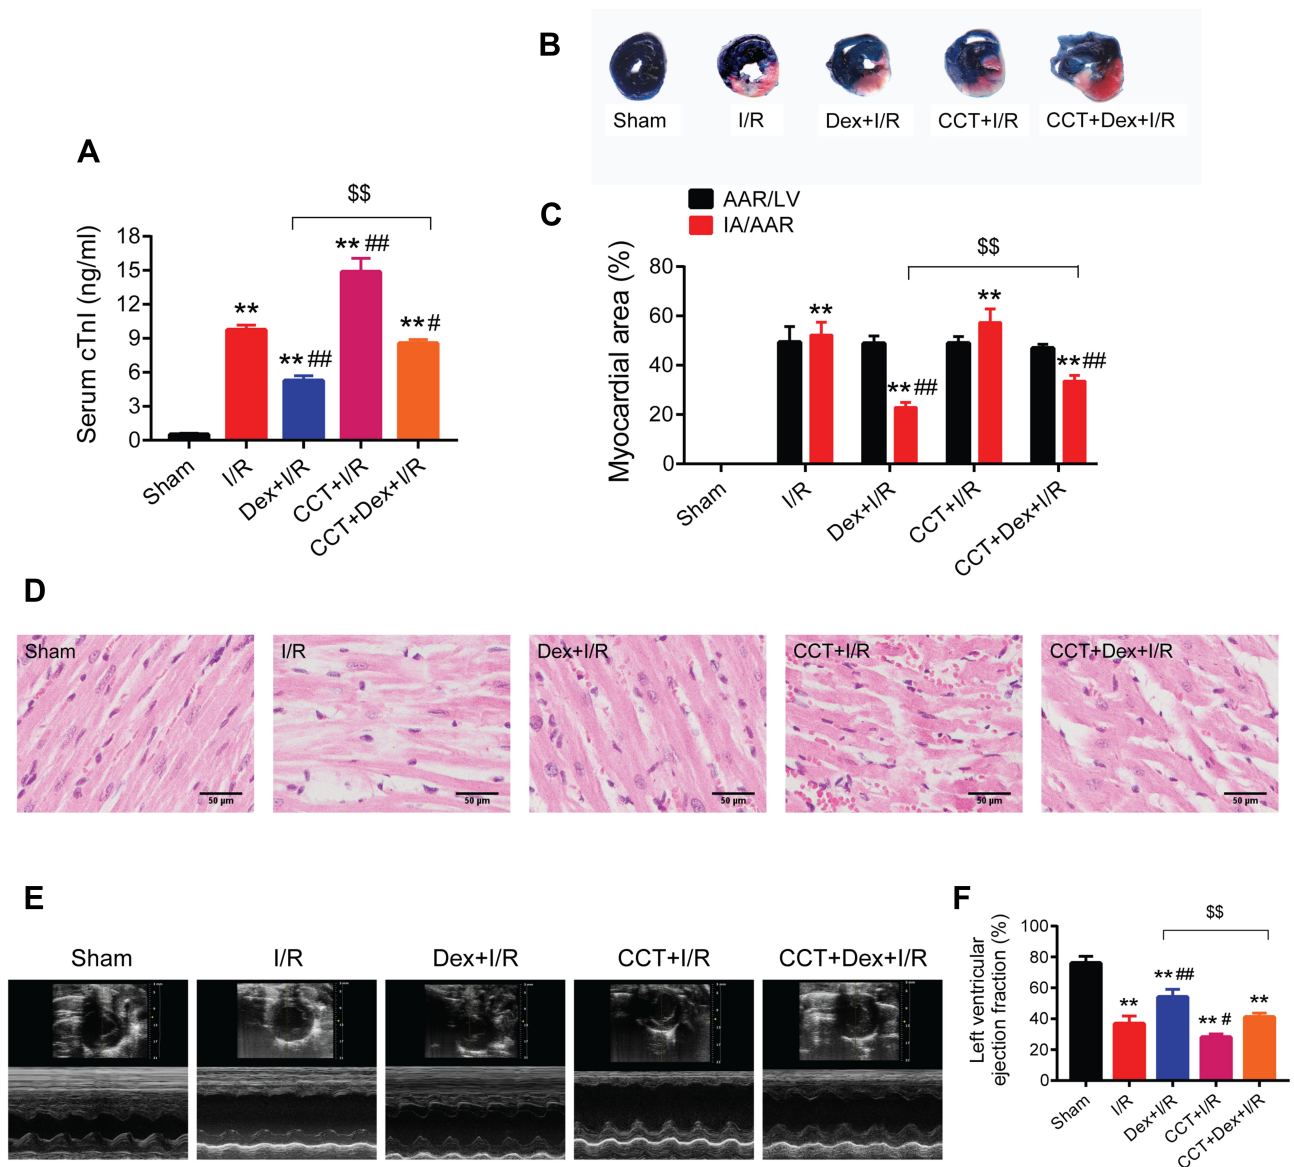 B
Sham
I/R
Dex+I/R
CCT+I/R
CCT+Dex+I/R
A
$$
Serum cTnI (ng/ml)
18
15
12
9
6
3
0
**
** ##
** ##
** #
Sham
I/R
Dex+I/R
CCT+I/R
CCT+Dex+I/R
C
AAR/LV
IA/AAR
$$
Myocardial area (%)
80
60
40
20
0
**
** ##
**
** ##
Sham
I/R
Dex+I/R
CCT+I/R
CCT+Dex+I/R
D
Sham
I/R
Dex+I/R
CCT+I/R
CCT+Dex+I/R
50 μm
50 μm
50 μm
50 μm
50 μm
E
Sham
I/R
Dex+I/R
CCT+I/R
CCT+Dex+I/R
F
$$
Left ventricular
ejection fraction (%)
100
80
60
40
20
0
**
** ##
** #
**
Sham
I/R
Dex+I/R
CCT+I/R
CCT+Dex+I/R